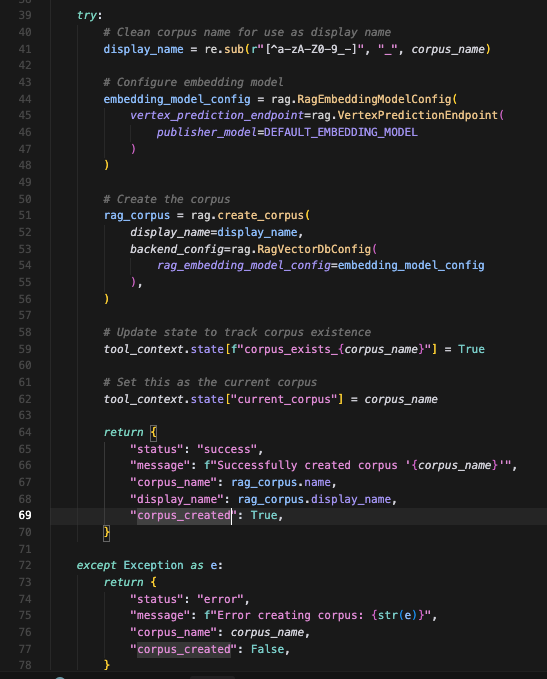 39 try:
40 # Clean corpus name for use as display name
41 display_name = re.sub(r"[^a-zA-Z0-9_-]", "_", corpus_name)
42
43 # Configure embedding model
44 embedding_model_config = rag.RagEmbeddingModelConfig(
45 vertex_prediction_endpoint=rag.VertexPredictionEndpoint(
46 publisher_model=DEFAULT_EMBEDDING_MODEL
47 )
48 )
49
50 # Create the corpus
51 rag_corpus = rag.create_corpus(
52 display_name=display_name,
53 backend_config=rag.RagVectorDbConfig(
54 rag_embedding_model_config=embedding_model_config
55 ),
56 )
57
58 # Update state to track corpus existence
59 tool_context.state[f"corpus_exists_{corpus_name}"] = True
60
61 # Set this as the current corpus
62 tool_context.state["current_corpus"] = corpus_name
63
64 return {
65 "status": "success",
66 "message": f"Successfully created corpus '{corpus_name}'",
67 "corpus_name": rag_corpus.name,
68 "display_name": rag_corpus.display_name,
69 "corpus_created": True,
70 }
71
72 except Exception as e:
73 return {
74 "status": "error",
75 "message": f"Error creating corpus: {str(e)}",
76 "corpus_name": corpus_name,
77 "corpus_created": False,
78 }